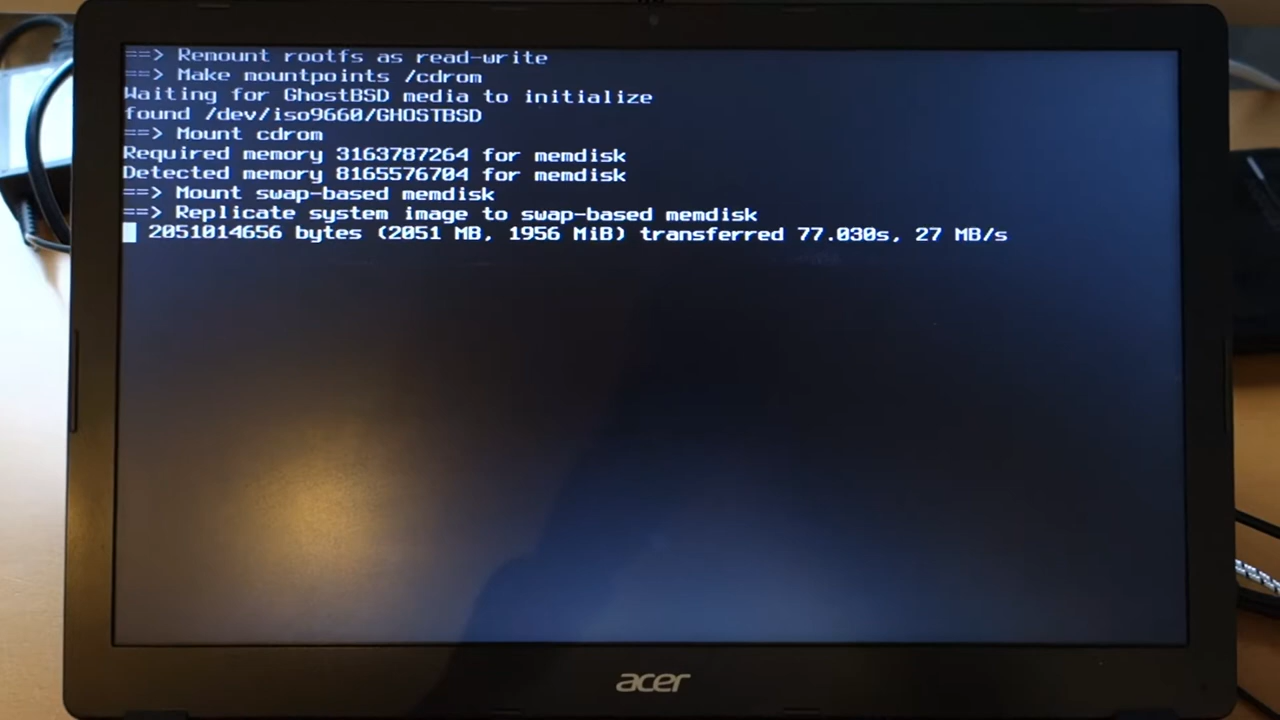 ==> Remount rootfs as read-write
==> Make mountpoints /cdrom
Waiting for GhostBSD media to initialize
found /dev/iso9660/GHOSTBSD
==> Mount cdrom
Required memory 3163787264 for memdisk
Detected memory 8165576704 for memdisk
==> Mount swap-based memdisk
==> Replicate system image to swap-based memdisk
2051014656 bytes (2051 MB, 1956 MiB) transferred 77.030s, 27 MB/s
acer